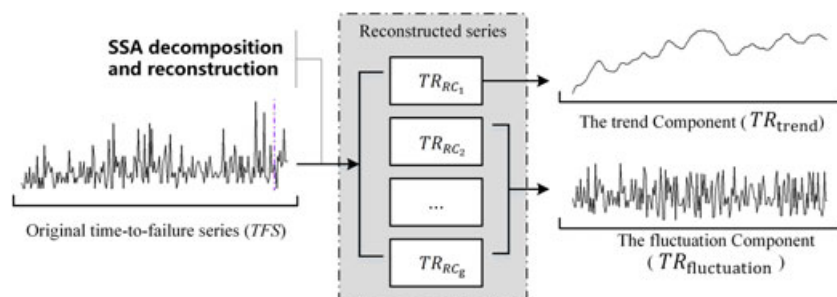 SSA decomposition
and reconstruction
Original time-to-failure series (TFS)
Reconstructed series
TR_RC₁
TR_RC₂
...
TR_RCg
The trend Component (TR_trend)
The fluctuation Component
(TR_fluctuation)